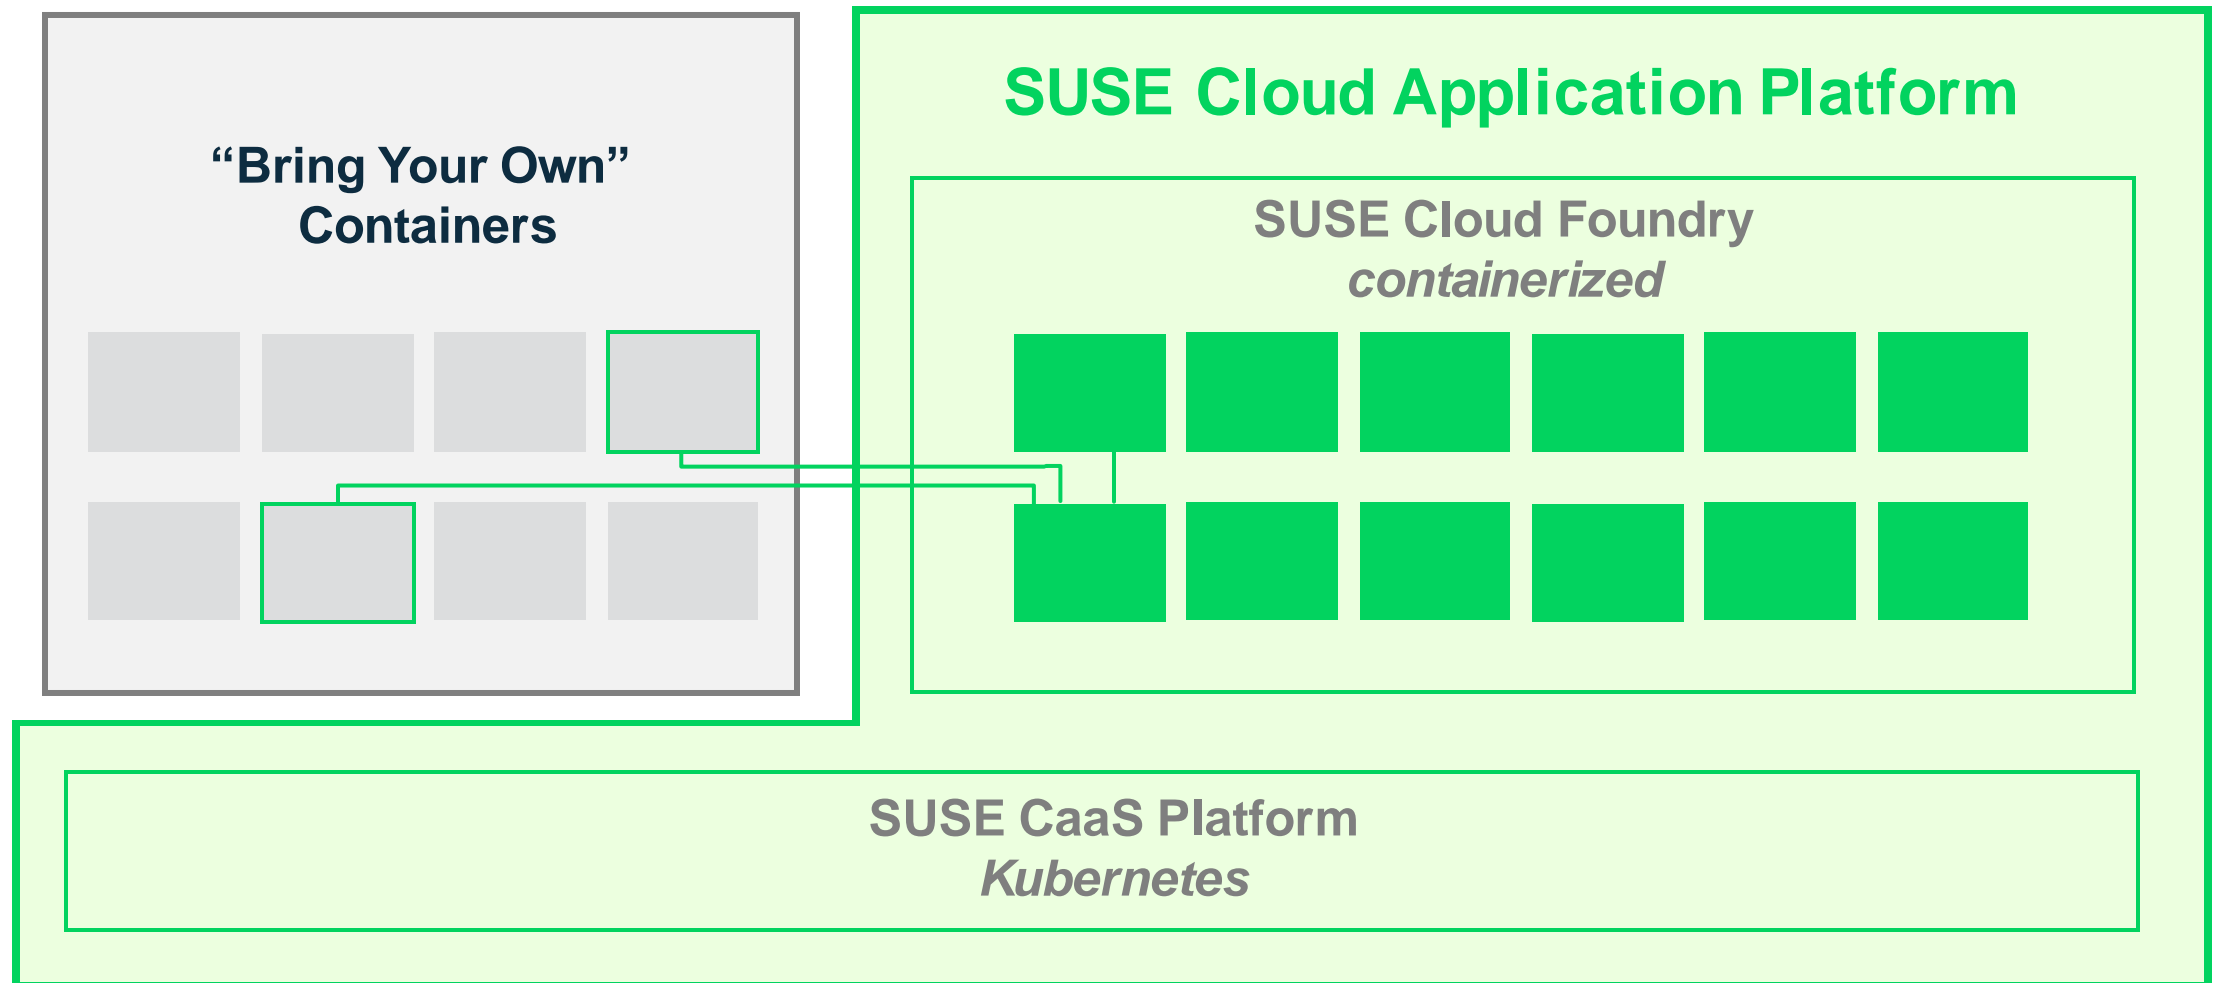 “Bring Your Own”
Containers
SUSE Cloud Application Platform
SUSE Cloud Foundry
containerized
SUSE CaaS Platform
Kubernetes